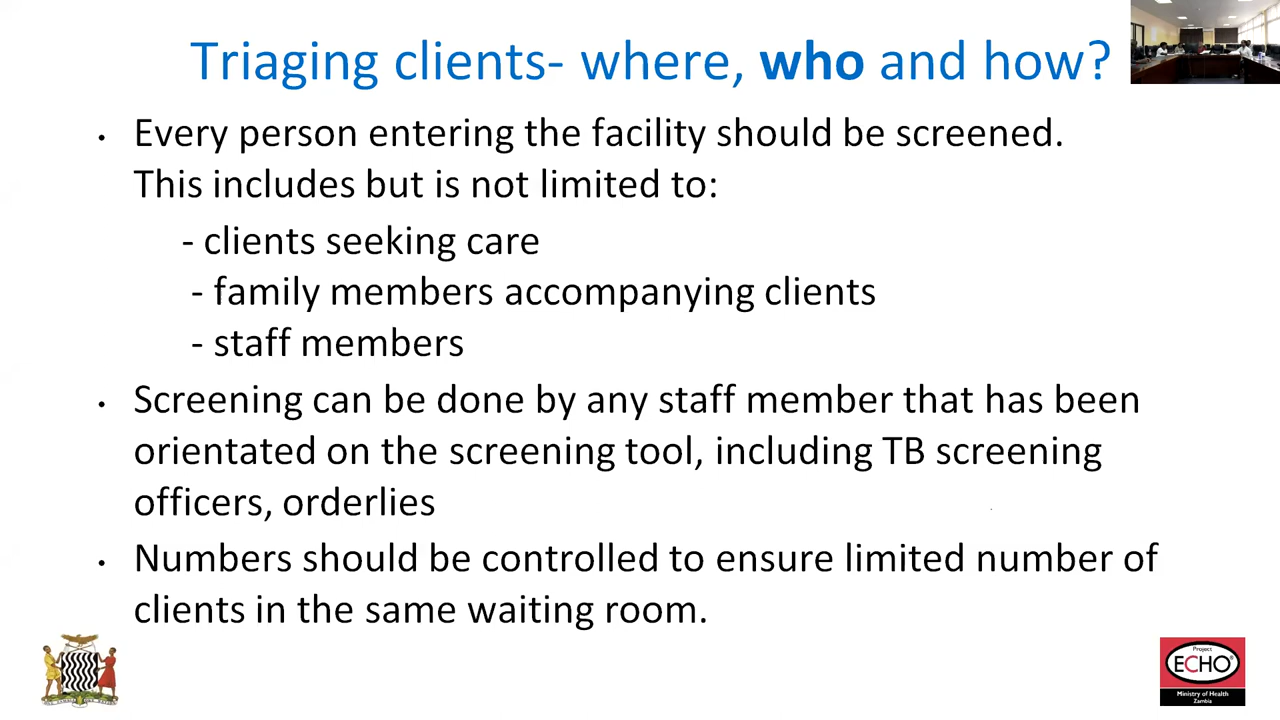 Triaging clients- where, who and how?
• Every person entering the facility should be screened.
This includes but is not limited to:
- clients seeking care
- family members accompanying clients
- staff members
• Screening can be done by any staff member that has been
orientated on the screening tool, including TB screening
officers, orderlies
• Numbers should be controlled to ensure limited number of
clients in the same waiting room.
Project
ECHO®
Ministry of Health
Zambia